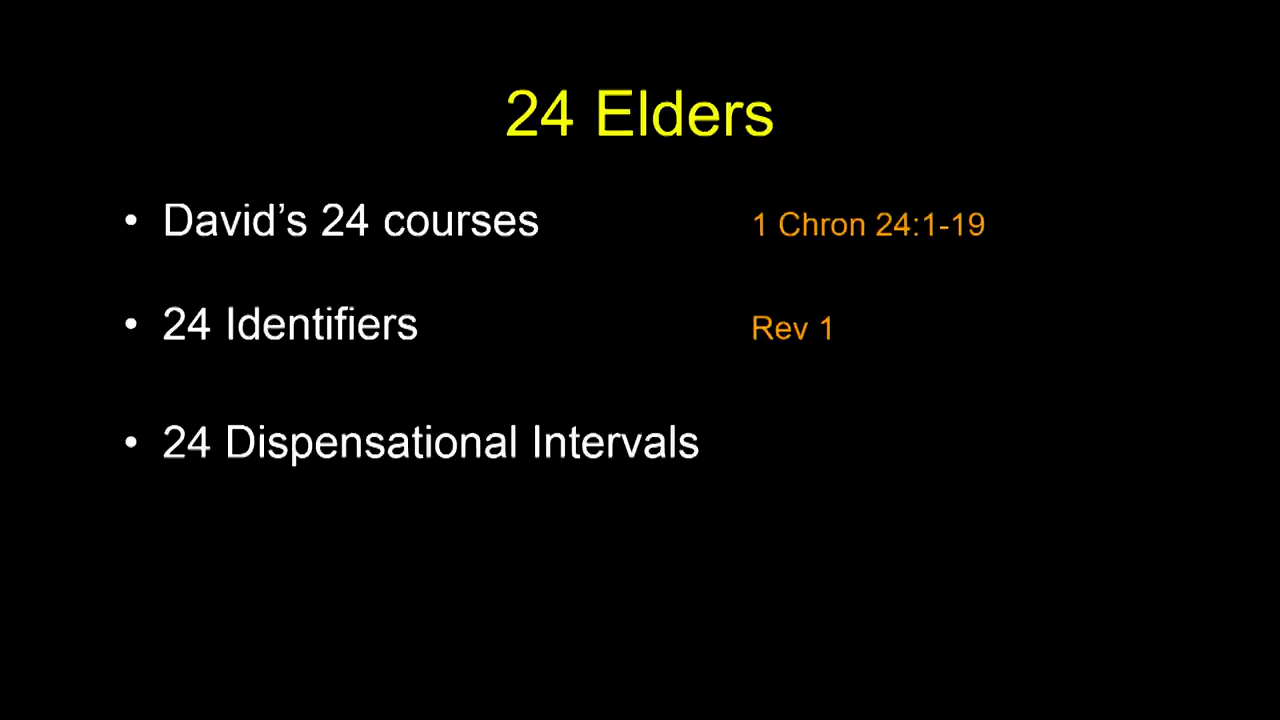 24 Elders
• David’s 24 courses 1 Chron 24:1-19
• 24 Identifiers Rev 1
• 24 Dispensational Intervals